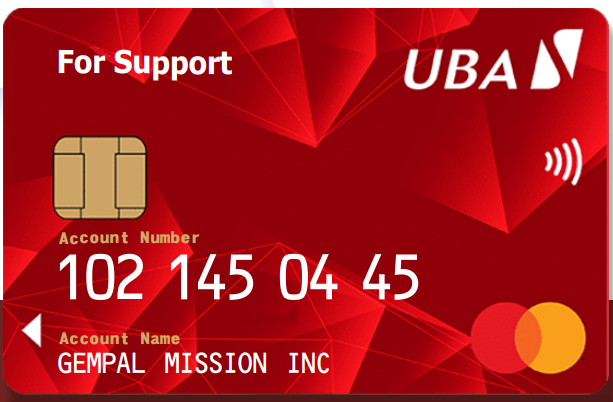 For Support
UBA
Account Number
102 145 04 45
Account Name
GEMPAL MISSION INC